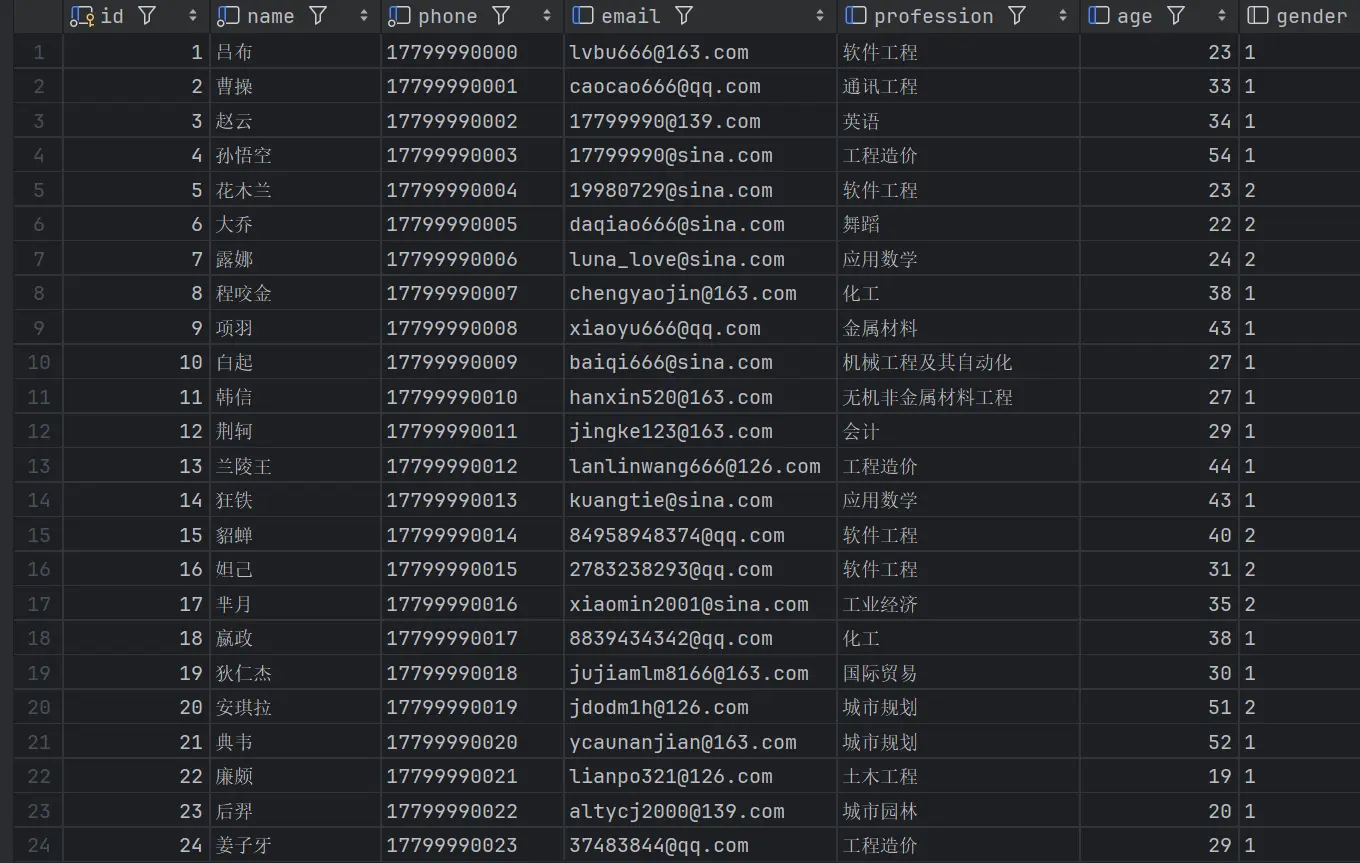 id name phone email profession age gender
1 1 吕布 17799990000 lvbu666@163.com 软件工程 23 1
2 2 曹操 17799990001 caocao666@qq.com 通讯工程 33 1
3 3 赵云 17799990002 17799990@139.com 英语 34 1
4 4 孙悟空 17799990003 17799990@sina.com 工程造价 54 1
5 5 花木兰 17799990004 19980729@sina.com 软件工程 23 2
6 6 大乔 17799990005 daqiao666@sina.com 舞蹈 22 2
7 7 露娜 17799990006 luna_love@sina.com 应用数学 24 2
8 8 程咬金 17799990007 chengyaojin@163.com 化工 38 1
9 9 项羽 17799990008 xiaoyu666@qq.com 金属材料 43 1
10 10 白起 17799990009 baiqi666@sina.com 机械工程及其自动化 27 1
11 11 韩信 17799990010 hanxin520@163.com 无机非金属材料工程 27 1
12 12 荆轲 17799990011 jingke123@163.com 会计 29 1
13 13 兰陵王 17799990012 lanlinwang666@126.com 工程造价 44 1
14 14 狂铁 17799990013 kuangtie@sina.com 应用数学 43 1
15 15 貂蝉 17799990014 84958948374@qq.com 软件工程 40 2
16 16 妲己 17799990015 2783238293@qq.com 软件工程 31 2
17 17 芈月 17799990016 xiaomin2001@sina.com 工业经济 35 2
18 18 嬴政 17799990017 8839434342@qq.com 化工 38 1
19 19 狄仁杰 17799990018 jujiamlm8166@163.com 国际贸易 30 1
20 20 安琪拉 17799990019 jdodm1h@126.com 城市规划 51 2
21 21 典韦 17799990020 ycaunanjian@163.com 城市规划 52 1
22 22 廉颇 17799990021 lianpo321@126.com 土木工程 19 1
23 23 后羿 17799990022 altycj2000@139.com 城市园林 20 1
24 24 姜子牙 17799990023 37483844@qq.com 工程造价 29 1